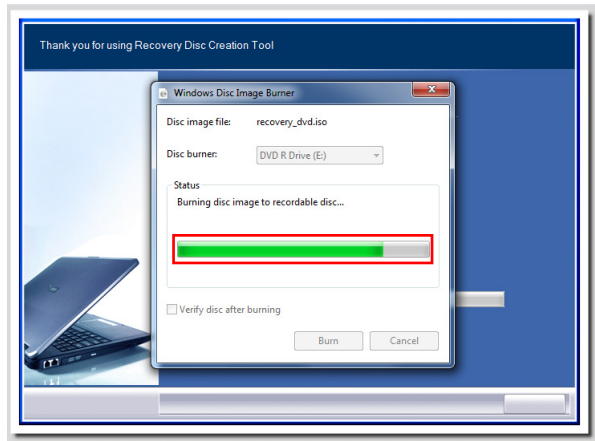 Thank you for using Recovery Disc Creation Tool
Windows Disc Image Burner
Disc image file: recovery_dvd.iso
Disc burner: DVD R Drive (E:)
Status
Burning disc image to recordable disc...
Verify disc after burning
Burn Cancel